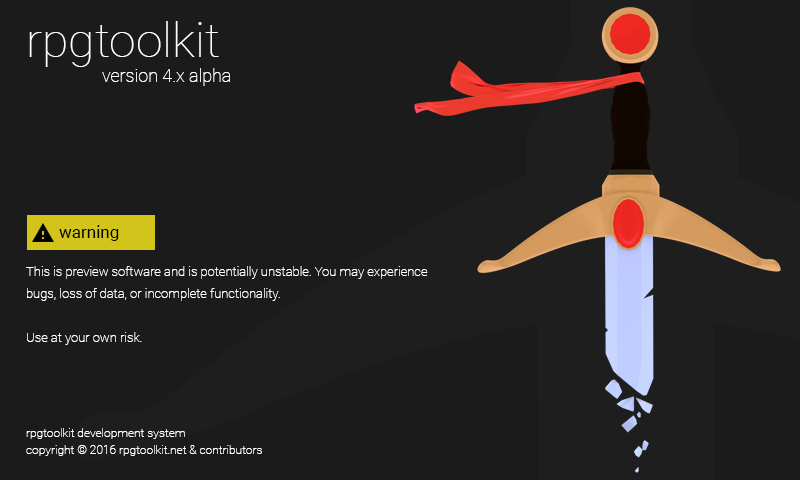 rpgtoolkit
version 4.x alpha
warning
This is preview software and is potentially unstable. You may experience
bugs, loss of data, or incomplete functionality.
Use at your own risk.
rpgtoolkit development system
copyright © 2016 rpgtoolkit.net & contributors